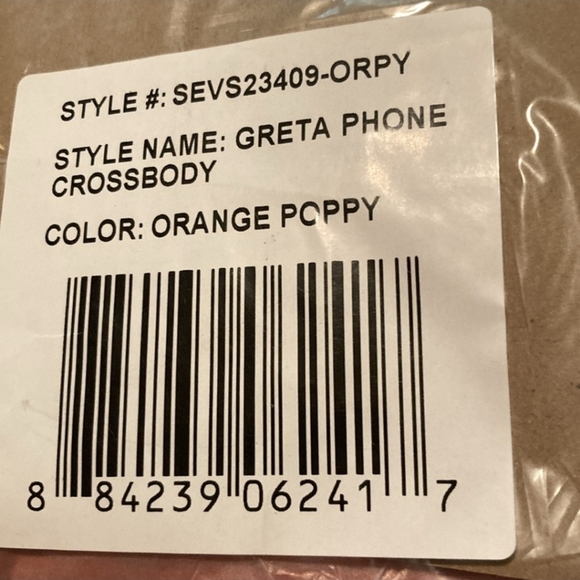 STYLE #: SEVS23409-ORPY
STYLE NAME: GRETA PHONE
CROSSBODY
COLOR: ORANGE POPPY
8 84239 06241 7